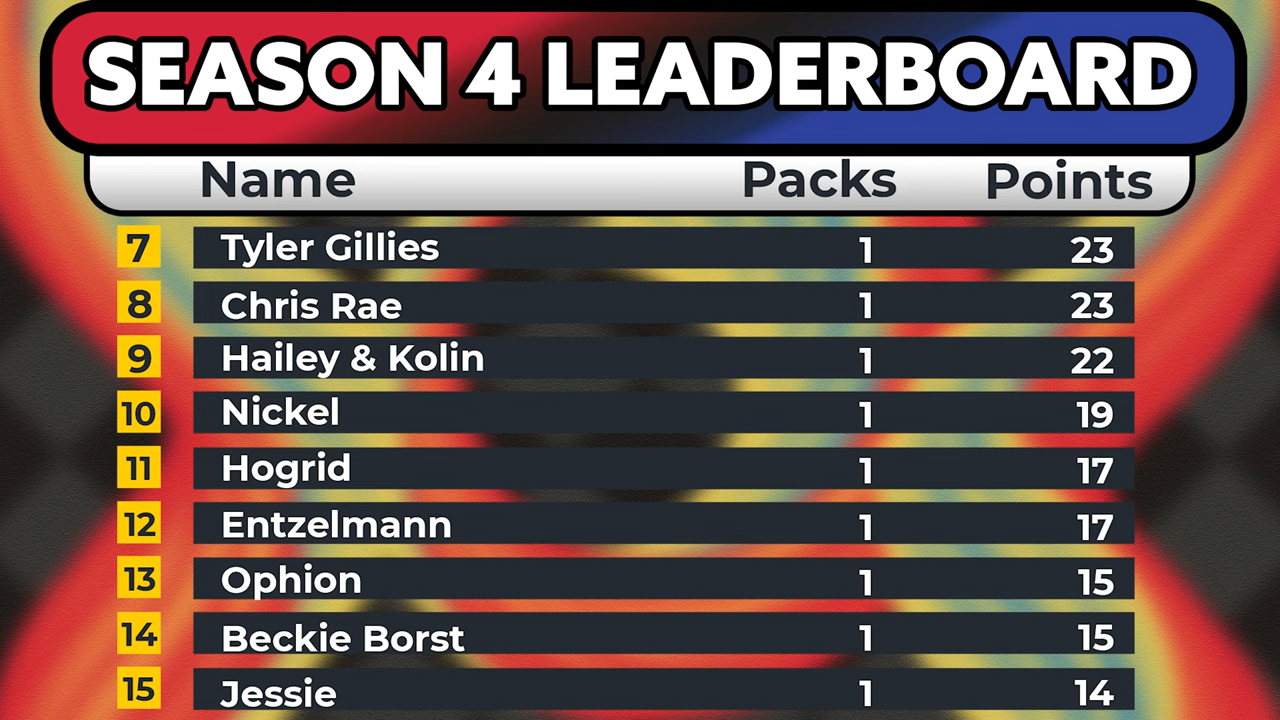 SEASON 4 LEADERBOARD
Name Packs Points
7 Tyler Gillies 1 23
8 Chris Rae 1 23
9 Hailey & Kolin 1 22
10 Nickel 1 19
11 Hogrid 1 17
12 Entzelmann 1 17
13 Ophion 1 15
14 Beckie Borst 1 15
15 Jessie 1 14